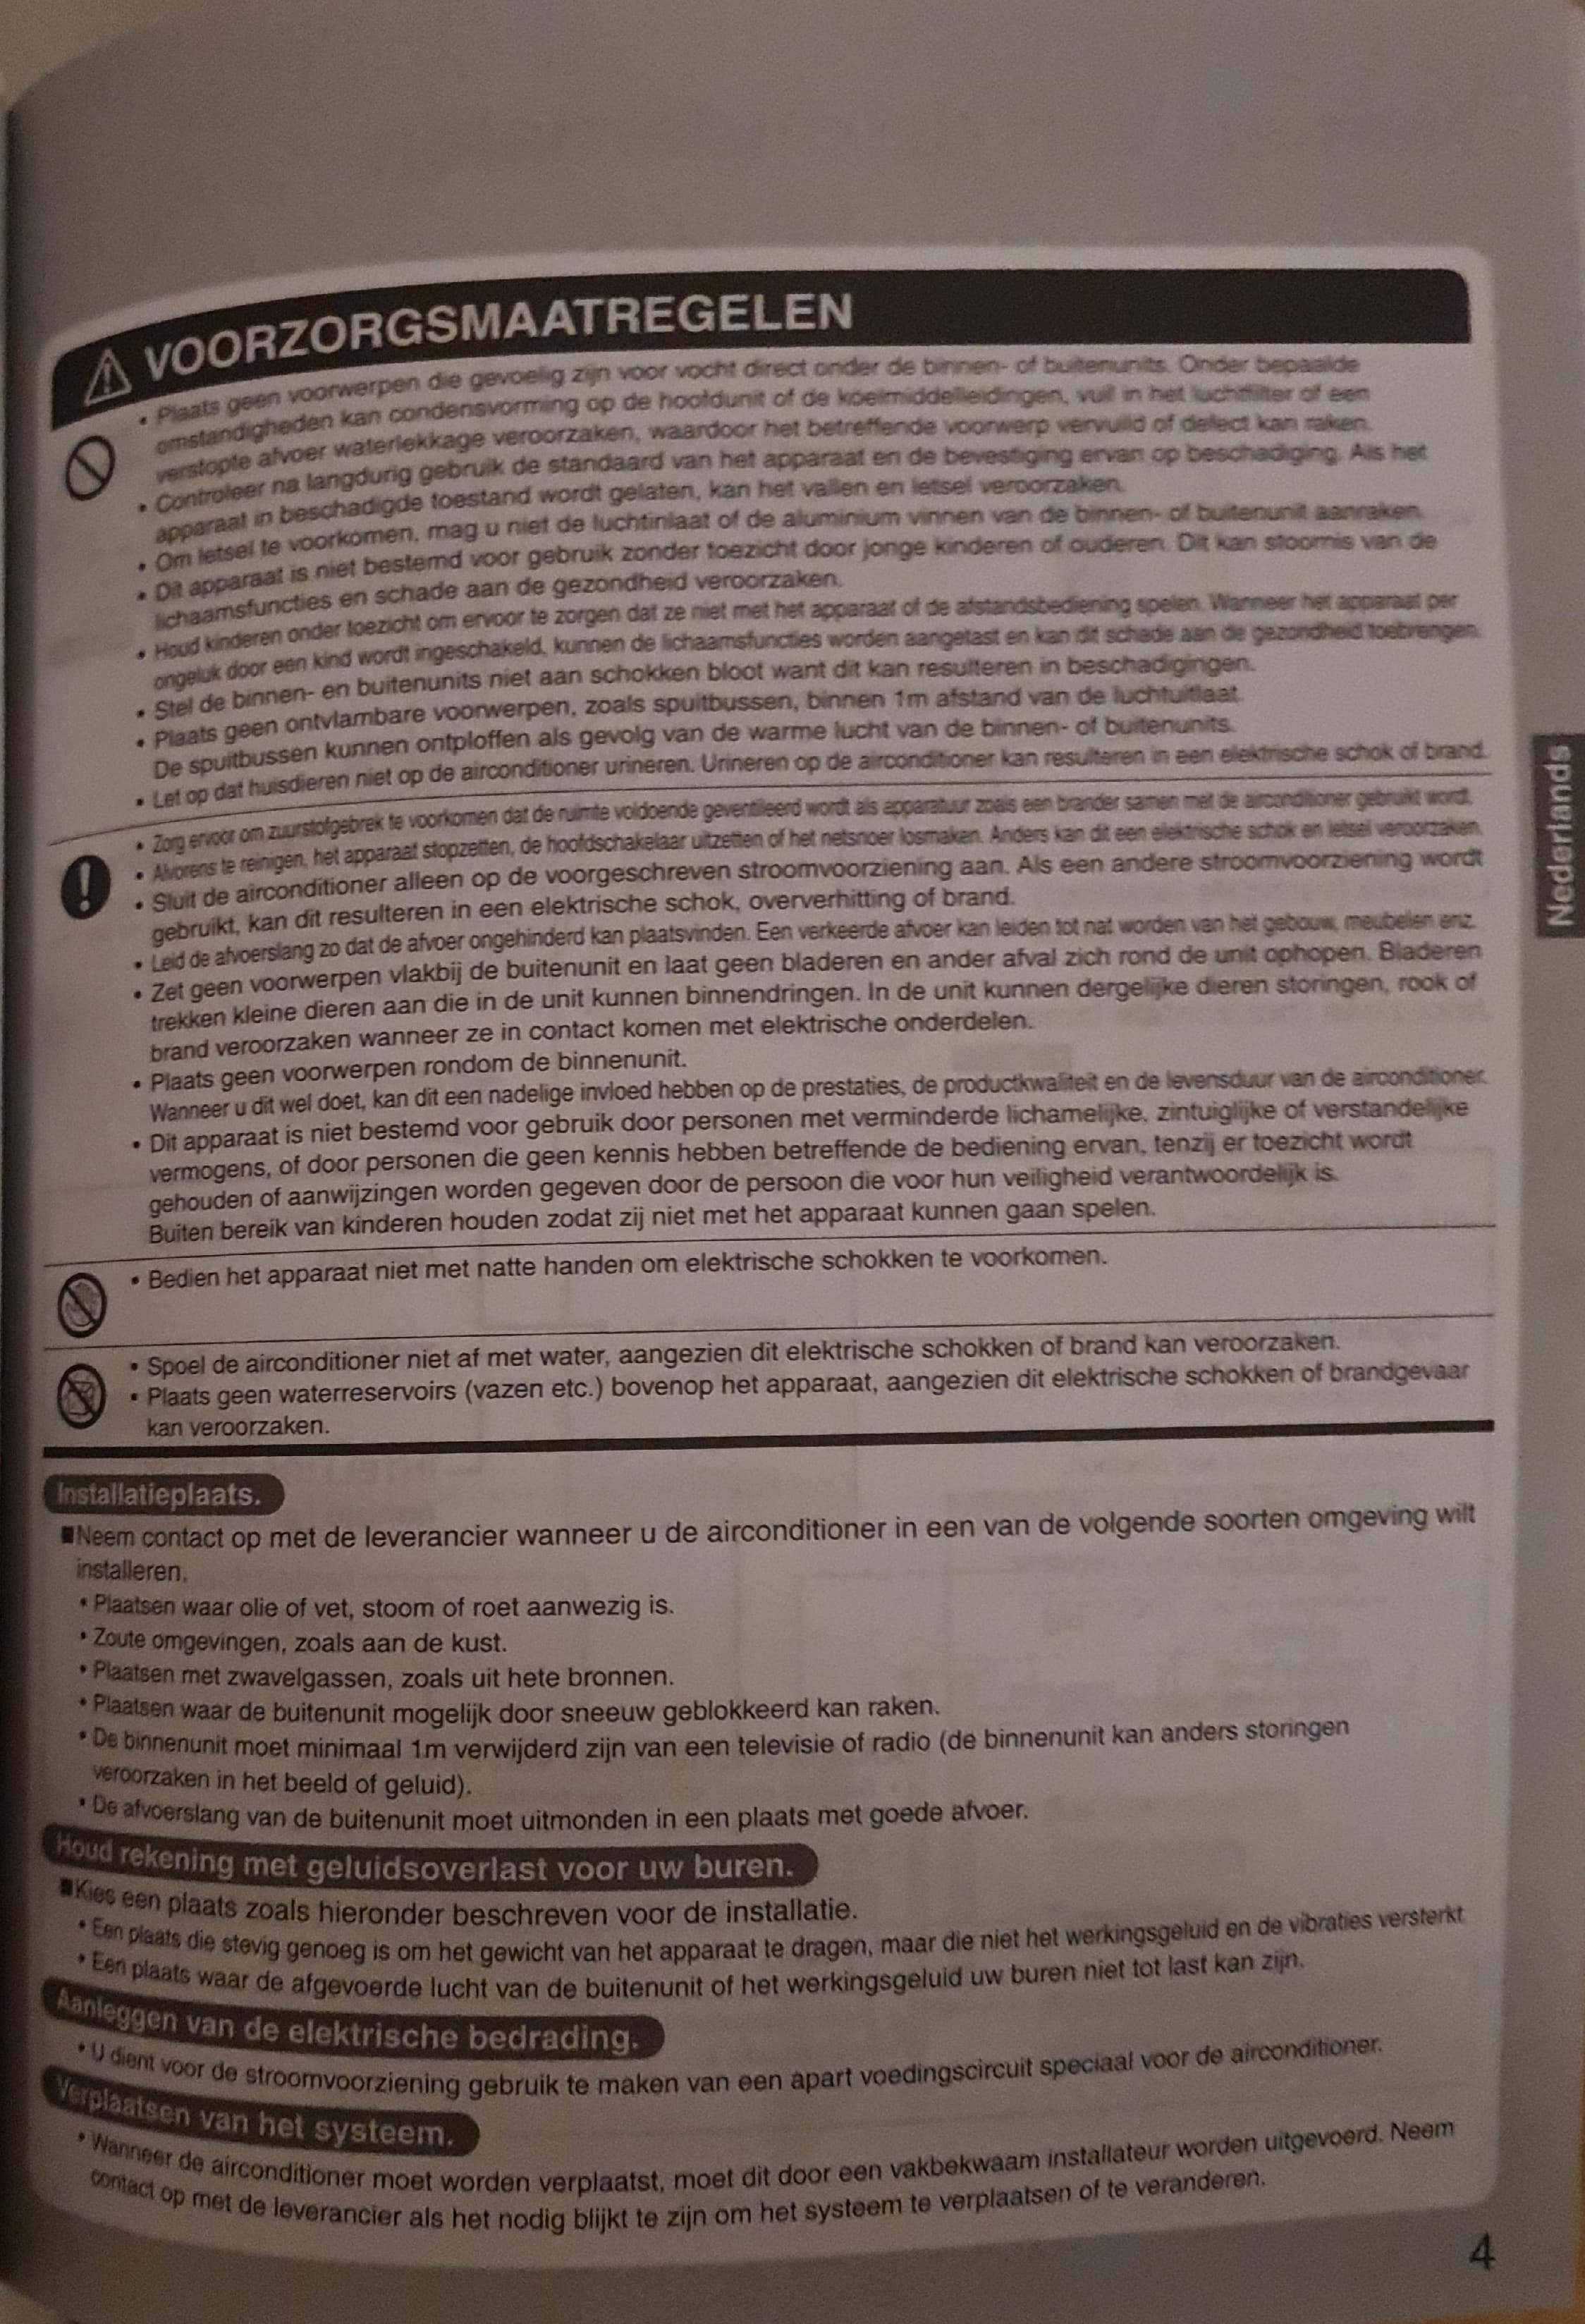 VOORZORGSMAATREGELEN
• Plaats geen voorwerpen die gevoelig zijn voor vocht direct onder de binnen- of buitenunits. Onder bepaalde
omstandigheden kan condensvorming op de hoofdunit of de koelmiddelleidingen, vuil in het luchtfilter of een
verstopte afvoer waterlekkage veroorzaken, waardoor het betreffende voorwerp vervuild of defect kan raken.
• Controleer na langdurig gebruik de standaard van het apparaat en de bevestiging ervan op beschadiging. Als het
apparaat in beschadigde toestand wordt gelaten, kan het vallen en letsel veroorzaken.
• Om letsel te voorkomen, mag u niet de luchtinlaat of de aluminium vinnen van de binnen- of buitenunit aanraken.
• Dit apparaat is niet bestemd voor gebruik zonder toezicht door jonge kinderen of ouderen. Dit kan stoornis van de
lichaamsfuncties en schade aan de gezondheid veroorzaken.
• Houd kinderen onder toezicht om ervoor te zorgen dat ze niet met het apparaat of de afstandsbediening spelen. Wanneer het apparaat per
ongeluk door een kind wordt ingeschakeld, kunnen de lichaamsfuncties worden aangetast en kan dit schade aan de gezondheid toebrengen.
• Stel de binnen- en buitenunits niet aan schokken bloot want dit kan resulteren in beschadigingen.
• Plaats geen ontvlambare voorwerpen, zoals spuitbussen, binnen 1m afstand van de luchtuitlaat.
De spuitbussen kunnen ontploffen als gevolg van de warme lucht van de binnen- of buitenunits.
• Let op dat huisdieren niet op de airconditioner urineren. Urineren op de airconditioner kan resulteren in een elektrische schok of brand.
• Zorg ervoor om zuurstofgebrek te voorkomen dat de ruimte voldoende geventileerd wordt als apparatuur zoals een brander samen met de airconditioner gebruikt wordt.
• Alvorens te reinigen, het apparaat stopzetten, de hoofdschakelaar uitzetten of het netsnoer losmaken. Anders kan dit een elektrische schok en letsel veroorzaken.
• Sluit de airconditioner alleen op de voorgeschreven stroomvoorziening aan. Als een andere stroomvoorziening wordt
gebruikt, kan dit resulteren in een elektrische schok, oververhitting of brand.
• Leid de afvoerslang zo dat de afvoer ongehinderd kan plaatsvinden. Een verkeerde afvoer kan leiden tot nat worden van het gebouw, meubelen enz.
• Zet geen voorwerpen vlakbij de buitenunit en laat geen bladeren en ander afval zich rond de unit ophopen. Bladeren
trekken kleine dieren aan die in de unit kunnen binnendringen. In de unit kunnen dergelijke dieren storingen, rook of
brand veroorzaken wanneer ze in contact komen met elektrische onderdelen.
• Plaats geen voorwerpen rondom de binnenunit.
Wanneer u dit wel doet, kan dit een nadelige invloed hebben op de prestaties, de productkwaliteit en de levensduur van de airconditioner.
• Dit apparaat is niet bestemd voor gebruik door personen met verminderde lichamelijke, zintuiglijke of verstandelijke
vermogens, of door personen die geen kennis hebben betreffende de bediening ervan, tenzij er toezicht wordt
gehouden of aanwijzingen worden gegeven door de persoon die voor hun veiligheid verantwoordelijk is.
Buiten bereik van kinderen houden zodat zij niet met het apparaat kunnen gaan spelen.
• Bedien het apparaat niet met natte handen om elektrische schokken te voorkomen.
• Spoel de airconditioner niet af met water, aangezien dit elektrische schokken of brand kan veroorzaken.
• Plaats geen waterreservoirs (vazen etc.) bovenop het apparaat, aangezien dit elektrische schokken of brandgevaar
kan veroorzaken.
Installatieplaats.
■Neem contact op met de leverancier wanneer u de airconditioner in een van de volgende soorten omgeving wilt
installeren.
• Plaatsen waar olie of vet, stoom of roet aanwezig is.
• Zoute omgevingen, zoals aan de kust.
• Plaatsen met zwavelgassen, zoals uit hete bronnen.
• Plaatsen waar de buitenunit mogelijk door sneeuw geblokkeerd kan raken.
• De binnenunit moet minimaal 1m verwijderd zijn van een televisie of radio (de binnenunit kan anders storingen
veroorzaken in het beeld of geluid).
• De afvoerslang van de buitenunit moet uitmonden in een plaats met goede afvoer.
Houd rekening met geluidsoverlast voor uw buren.
■Kies een plaats zoals hieronder beschreven voor de installatie.
• Een plaats die stevig genoeg is om het gewicht van het apparaat te dragen, maar die niet het werkingsgeluid en de vibraties versterkt.
• Een plaats waar de afgevoerde lucht van de buitenunit of het werkingsgeluid uw buren niet tot last kan zijn.
Aanleggen van de elektrische bedrading.
• U dient voor de stroomvoorziening gebruik te maken van een apart voedingscircuit speciaal voor de airconditioner.
Verplaatsen van het systeem.
• Wanneer de airconditioner moet worden verplaatst, moet dit door een vakbekwaam installateur worden uitgevoerd. Neem
contact op met de leverancier als het nodig blijkt te zijn om het systeem te verplaatsen of te veranderen.
Nederlands
4